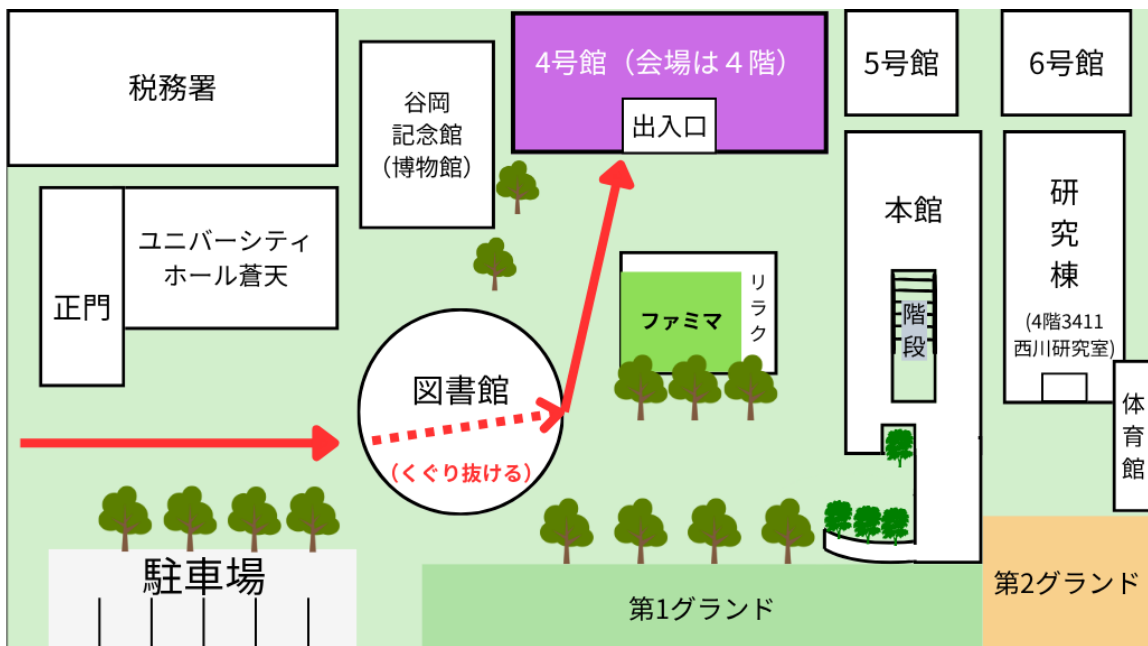 税務署
谷岡
記念館
（博物館）
4号館（会場は４階）
出入口
5号館
6号館
正門
ユニバーシティ
ホール蒼天
ファミマ
リラク
本館
階段
研究棟
(4階3411
西川研究室)
体育館
図書館
（くぐり抜ける）
駐車場
第1グランド
第2グランド